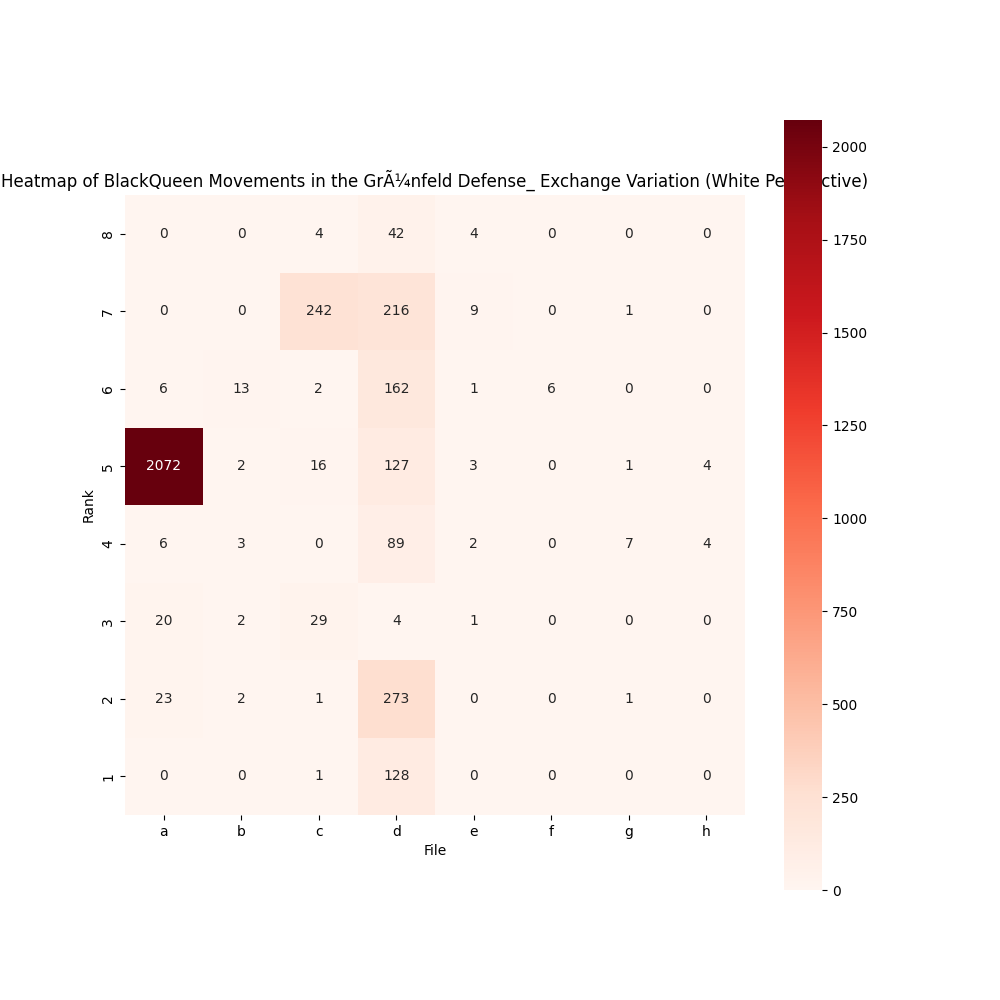 Heatmap of BlackQueen Movements in the GrÃ¼nfeld Defense_ Exchange Variation (White Perspective)
8 0 0 4 42 4 0 0 0
7 0 0 242 216 9 0 1 0
6 6 13 2 162 1 6 0 0
5 2072 2 16 127 3 0 1 4
4 6 3 0 89 2 0 7 4
3 20 2 29 4 1 0 0 0
2 23 2 1 273 0 0 1 0
1 0 0 1 128 0 0 0 0
Rank
a b c d e f g h
File
2000
1750
1500
1250
1000
750
500
250
0